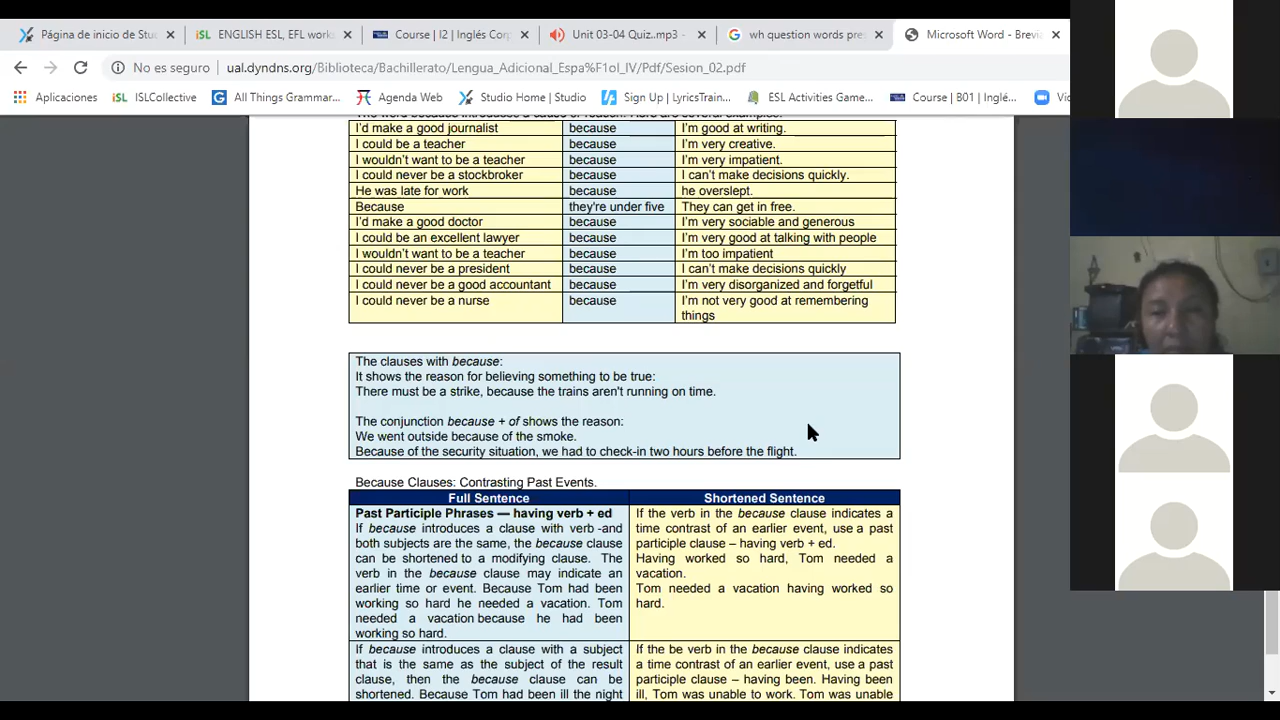 Página de inicio de Stu
ENGLISH ESL, EFL work
Course | I2 | Inglés Corp
Unit 03-04 Quiz.mp3 -
wh question words pre
Microsoft Word - Brevia
No es seguro
ual.dyndns.org/Biblioteca/Bachillerato/Lengua_Adicional_Espa%F1ol_IV/Pdf/Sesion_02.pdf
Aplicaciones
ISLCollective
All Things Grammar...
Agenda Web
Studio Home | Studio
Sign Up | LyricsTrain...
ESL Activities Game...
Course | B01 | Inglé...
The word because introduces a cause or reason. Here are several examples:
I'd make a good journalist because I'm good at writing.
I could be a teacher because I'm very creative.
I wouldn't want to be a teacher because I'm very impatient.
I could never be a stockbroker because I can't make decisions quickly.
He was late for work because he overslept.
Because they're under five They can get in free.
I'd make a good doctor because I'm very sociable and generous
I could be an excellent lawyer because I'm very good at talking with people
I wouldn't want to be a teacher because I'm too impatient
I could never be a president because I can't make decisions quickly
I could never be a good accountant because I'm very disorganized and forgetful
I could never be a nurse because I'm not very good at remembering
things
The clauses with because:
It shows the reason for believing something to be true:
There must be a strike, because the trains aren't running on time.
The conjunction because + of shows the reason:
We went outside because of the smoke.
Because of the security situation, we had to check-in two hours before the flight.
Because Clauses: Contrasting Past Events.
Full Sentence
Past Participle Phrases — having verb + ed
If because introduces a clause with verb -and
both subjects are the same, the because clause
can be shortened to a modifying clause. The
verb in the because clause may indicate an
earlier time or event. Because Tom had been
working so hard he needed a vacation. Tom
needed a vacation because he had been
working so hard.
If because introduces a clause with a subject
that is the same as the subject of the result
clause, then the because clause can be
shortened. Because Tom had been ill the night
Shortened Sentence
If the verb in the because clause indicates a
time contrast of an earlier event, use a past
participle clause – having verb + ed.
Having worked so hard, Tom needed a
vacation.
Tom needed a vacation having worked so
hard.
If the be verb in the because clause indicates
a time contrast of an earlier event, use a past
participle clause – having been. Having been
ill, Tom was unable to work. Tom was unable